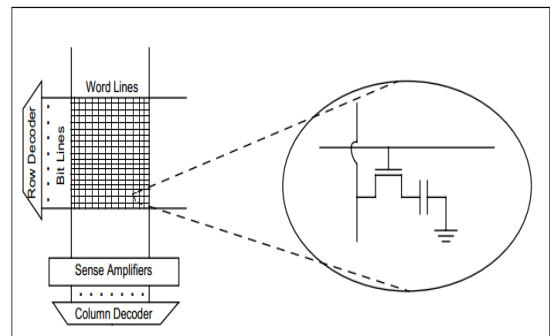 Word Lines
Row Decoder
Bit Lines
Sense Amplifiers
Column Decoder